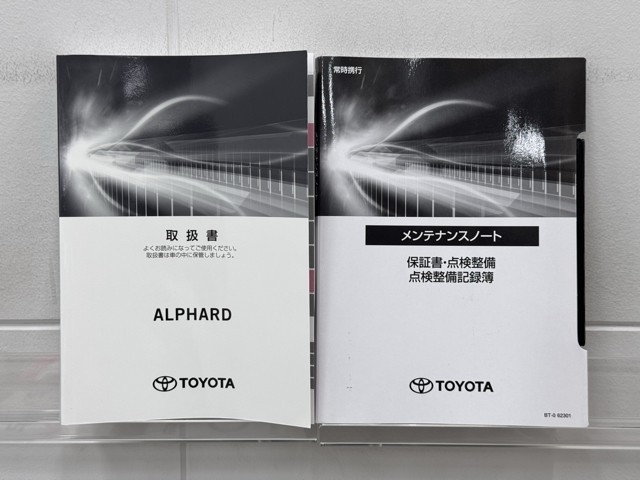 取扱書
よくお読みになってご使用ください。
取扱書は車の中に保管しましょう。
ALPHARD
TOYOTA
常時携行
メンテナンスノート
保証書・点検整備
点検整備記録簿
TOYOTA
BT-0 62301